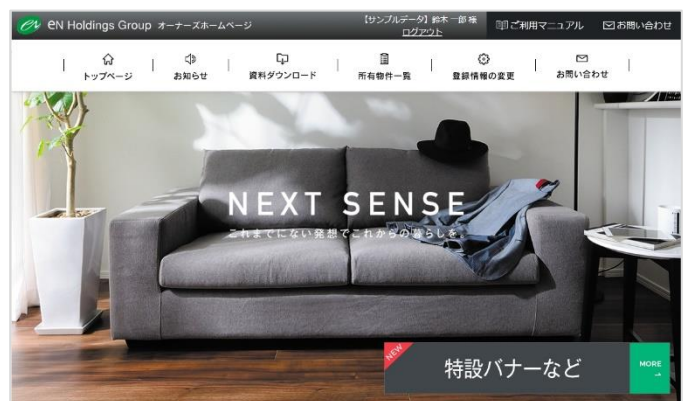 en eN Holdings Group オーナーズホームページ
【サンプルデータ】鈴木一郎 様
ログアウト
ご利用マニュアル
お問い合わせ
トップページ
お知らせ
資料ダウンロード
所有物件一覧
登録情報の変更
お問い合わせ
NEXT SENSE
これまでにない発想でこれからの暮らしを
NEW
特設バナーなど
MORE